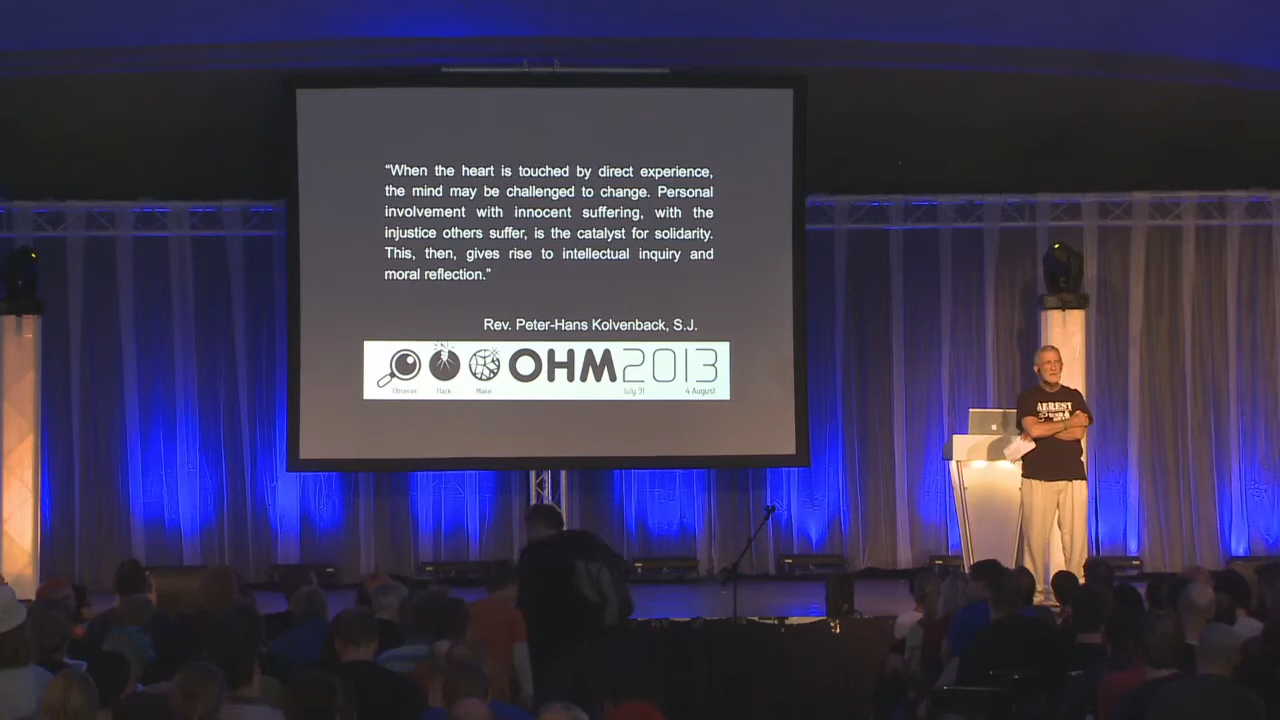 “When the heart is touched by direct experience,
the mind may be challenged to change. Personal
involvement with innocent suffering, with the
injustice others suffer, is the catalyst for solidarity.
This, then, gives rise to intellectual inquiry and
moral reflection.”
Rev. Peter-Hans Kolvenback, S.J.
OHM2013
Observe. Hack. Make. July 31 4 August
ARREST